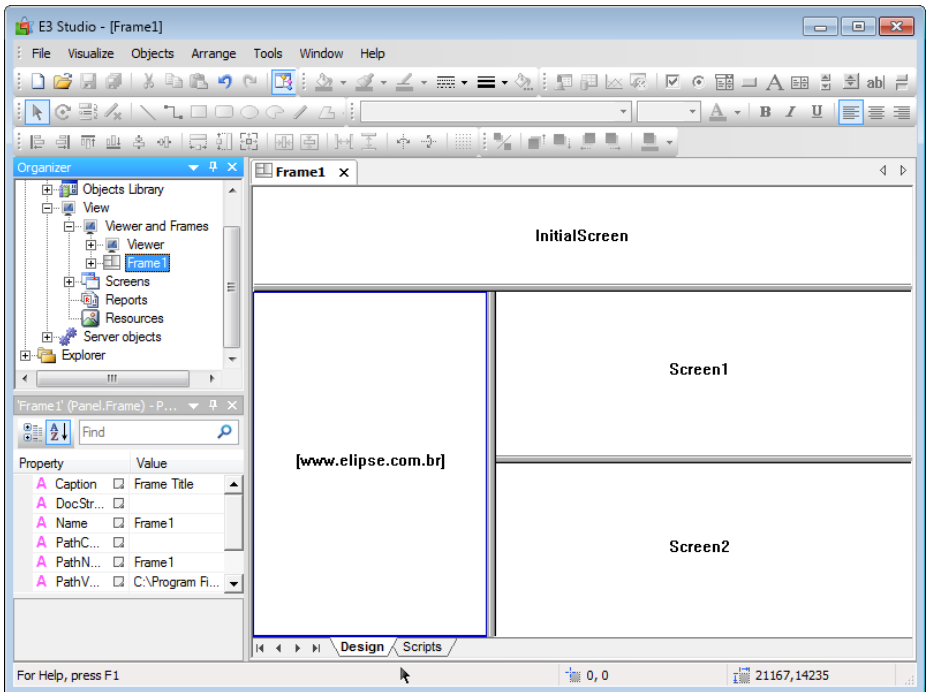 E3 Studio - [Frame1]
File Visualize Objects Arrange Tools Window Help
A ab|
A B I U
Organizer
Frame1 x
Objects Library
View
Viewer and Frames
Viewer
Frame1
Screens
Reports
Resources
Server objects
Explorer
'Frame1' (Panel.Frame) - P...
Find
Property Value
A Caption Frame Title
A DocStr...
A Name Frame1
A PathC...
A PathN... Frame1
A PathV... C:\Program Fi...
InitialScreen
[www.elipse.com.br]
Screen1
Screen2
Design Scripts
For Help, press F1
0, 0
21167,14235